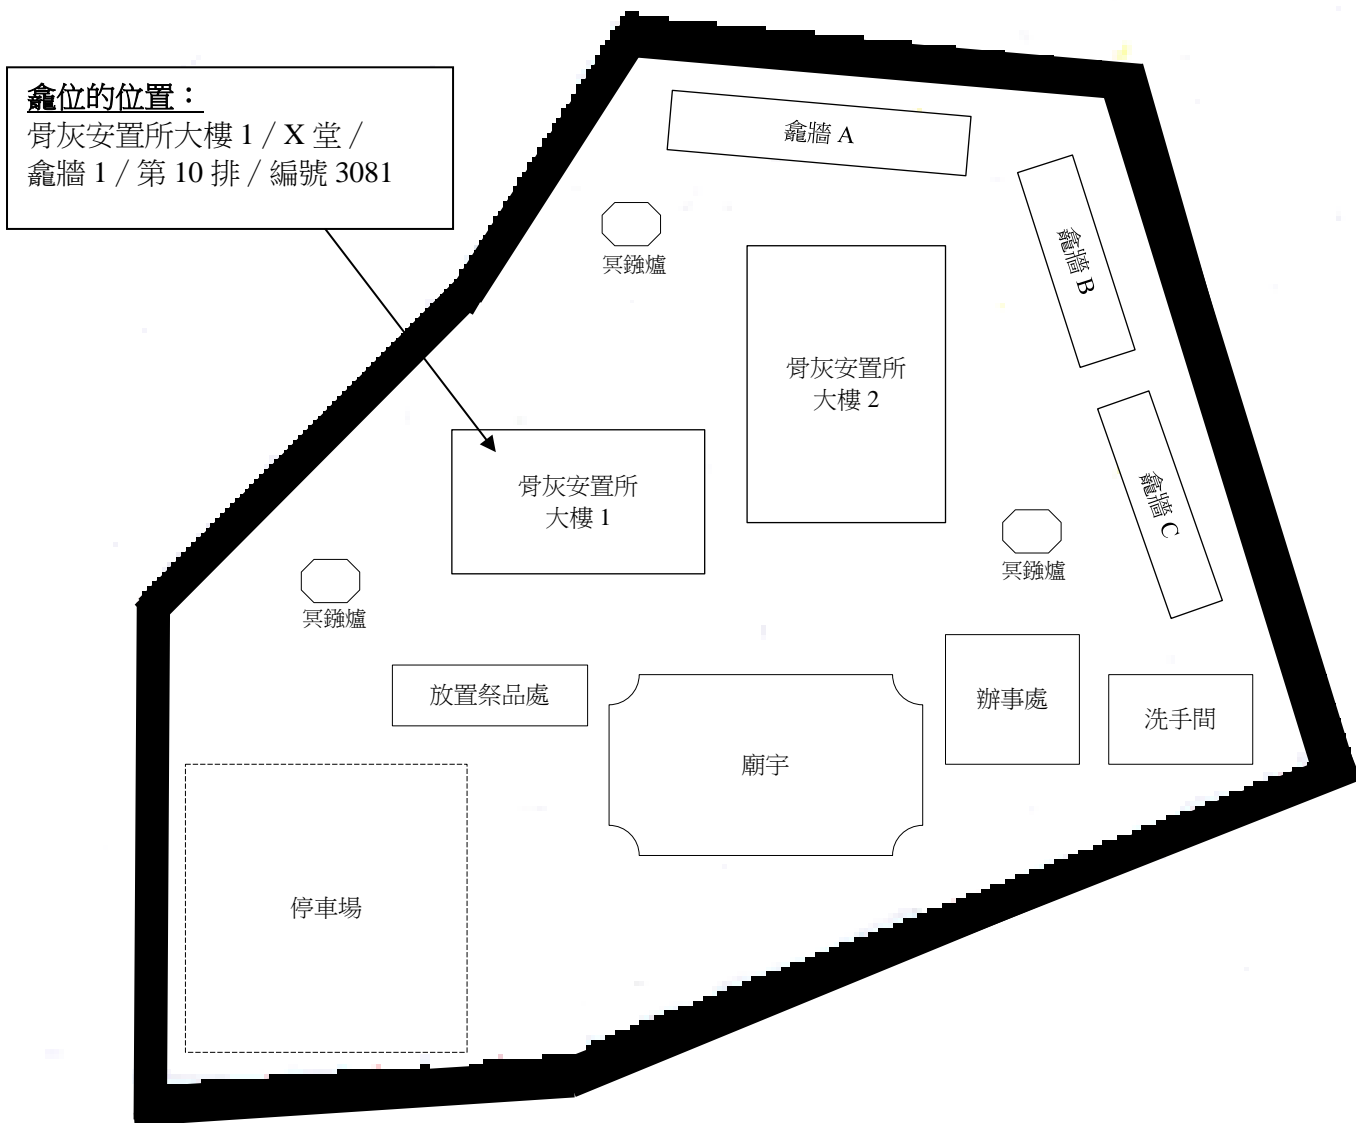 龕位的位置：
骨灰安置所大樓 1 / X 堂 /
龕牆 1 / 第 10 排 / 編號 3081
龕牆 A
冥鏹爐
龕牆 B
骨灰安置所
大樓 2
骨灰安置所
大樓 1
龕牆 C
冥鏹爐
冥鏹爐
放置祭品處
辦事處
洗手間
廟宇
停車場